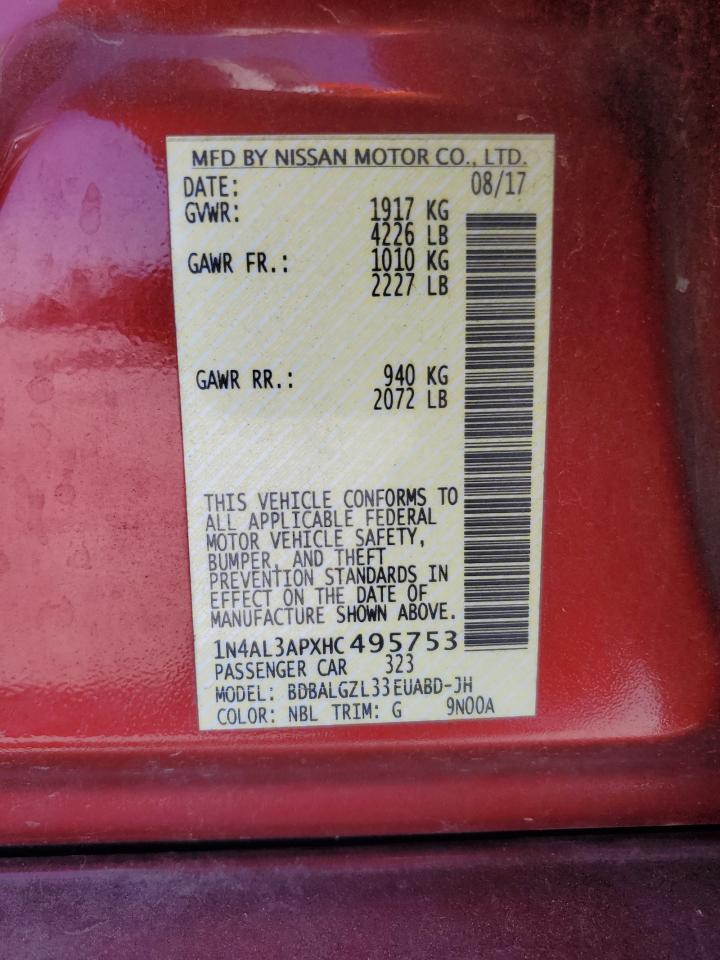 MFD BY NISSAN MOTOR CO., LTD.
DATE: 08/17
GVWR: 1917 KG
4226 LB
GAWR FR.: 1010 KG
2227 LB
GAWR RR.: 940 KG
2072 LB
THIS VEHICLE CONFORMS TO
ALL APPLICABLE FEDERAL
MOTOR VEHICLE SAFETY,
BUMPER, AND THEFT
PREVENTION STANDARDS IN
EFFECT ON THE DATE OF
MANUFACTURE SHOWN ABOVE.
1N4AL3APXHC495753
PASSENGER CAR 323
MODEL: BDBALGZL33EUABD-JH
COLOR: NBL TRIM: G 9N00A